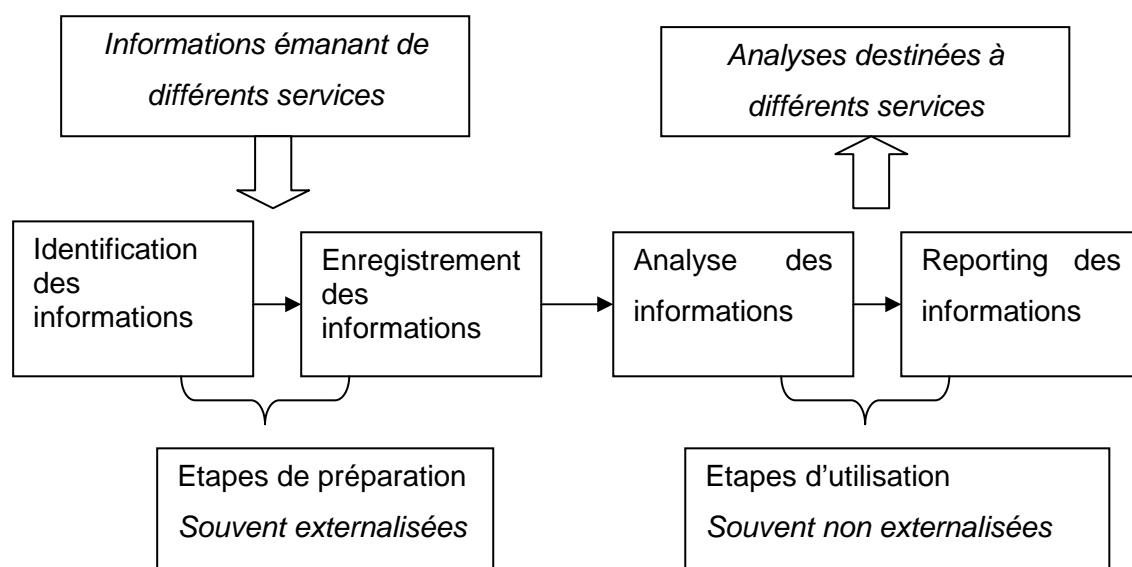 Informations émanant de
différents services
Analyses destinées à
différents services
Identification
des
informations
Enregistrement
des
informations
Analyse des
informations
Reporting des
informations
Etapes de préparation
Souvent externalisées
Etapes d’utilisation
Souvent non externalisées